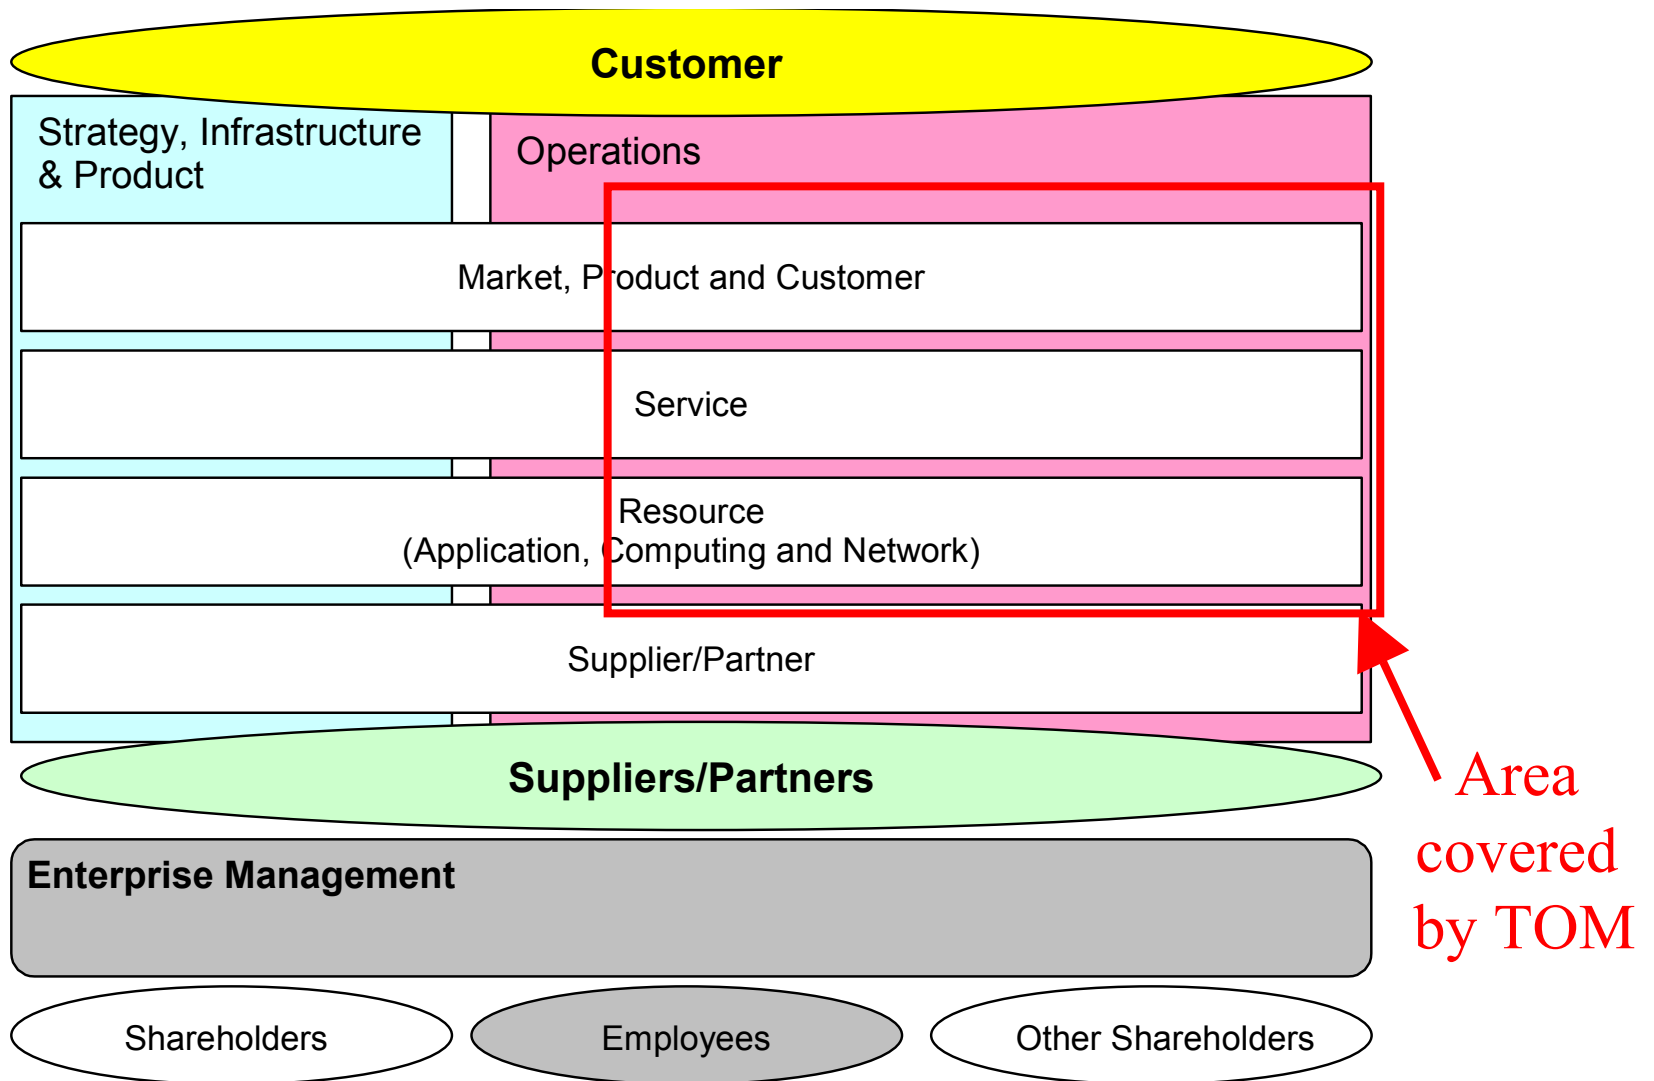 Customer
Strategy, Infrastructure
& Product
Operations
Market, Product and Customer
Service
Resource
(Application, Computing and Network)
Supplier/Partner
Suppliers/Partners
Area
covered
by TOM
Enterprise Management
Shareholders
Employees
Other Shareholders